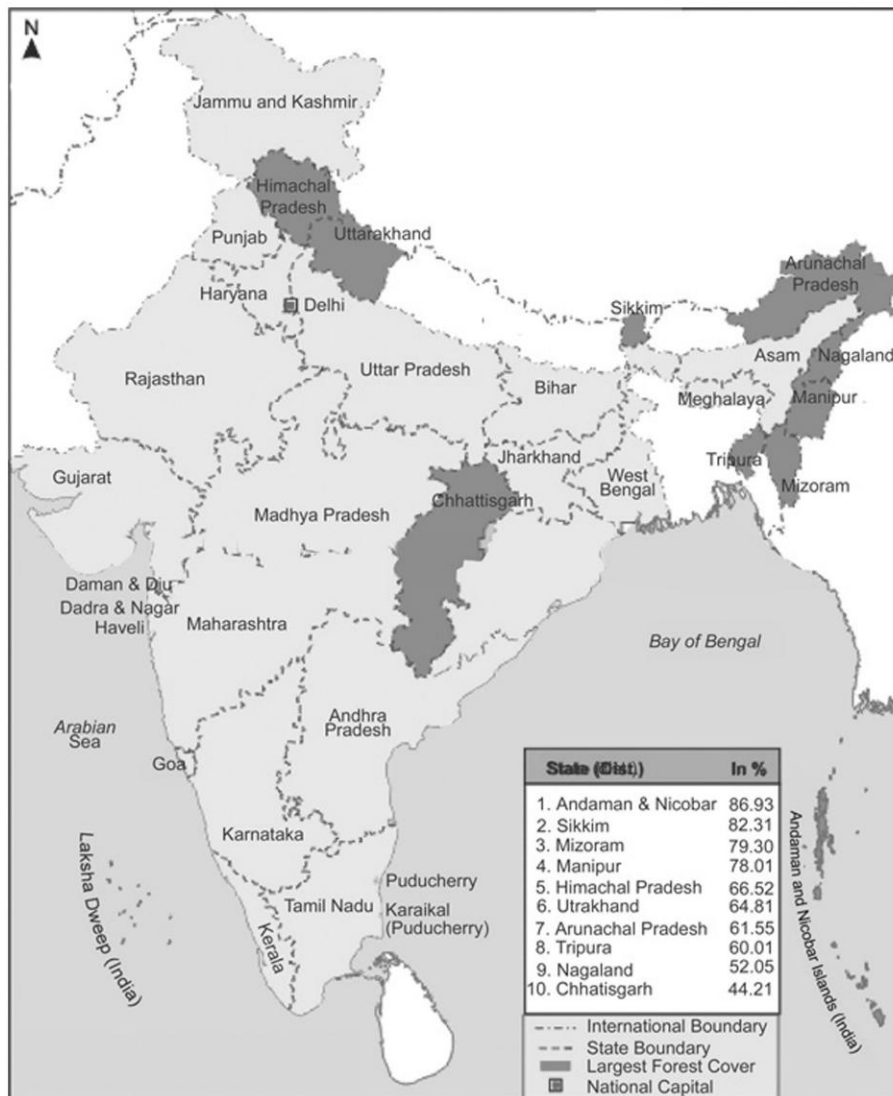 N
Jammu and Kashmir
Himachal
Pradesh
Punjab
Uttarakhand
Haryana
Delhi
Arunachal
Pradesh
Sikkim
Rajasthan
Uttar Pradesh
Bihar
Asam
Nagaland
Meghalaya
Manipur
Gujarat
Jharkhand
West
Bengal
Tripura
Mizoram
Madhya Pradesh
Chhattisgarh
Daman & Diu
Dadra & Nagar
Haveli
Maharashtra
Bay of Bengal
Arabian
Sea
Andhra
Pradesh
Goa
Karnataka
Laksha Dweep (India)
Puducherry
Tamil Nadu
Karaikal
(Puducherry)
Kerala
Andaman and Nicobar Islands (India)
State (Dist.) In %
1. Andaman & Nicobar 86.93
2. Sikkim 82.31
3. Mizoram 79.30
4. Manipur 78.01
5. Himachal Pradesh 66.52
6. Utrakhand 64.81
7. Arunachal Pradesh 61.55
8. Tripura 60.01
9. Nagaland 52.05
10. Chhatisgarh 44.21
International Boundary
State Boundary
Largest Forest Cover
National Capital